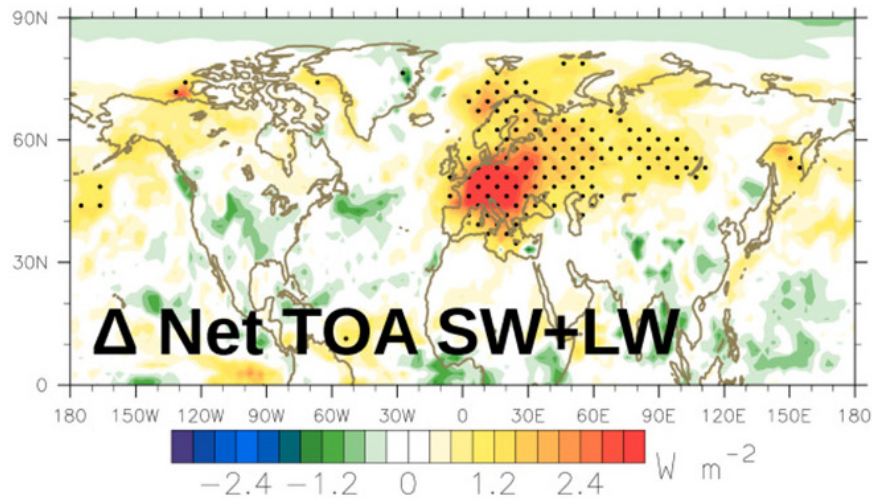 90N
60N
30N
0
Δ Net TOA SW+LW
180 150W 120W 90W 60W 30W 0 30E 60E 90E 120E 150E 180
−2.4 −1.2 0 1.2 2.4 W m⁻²